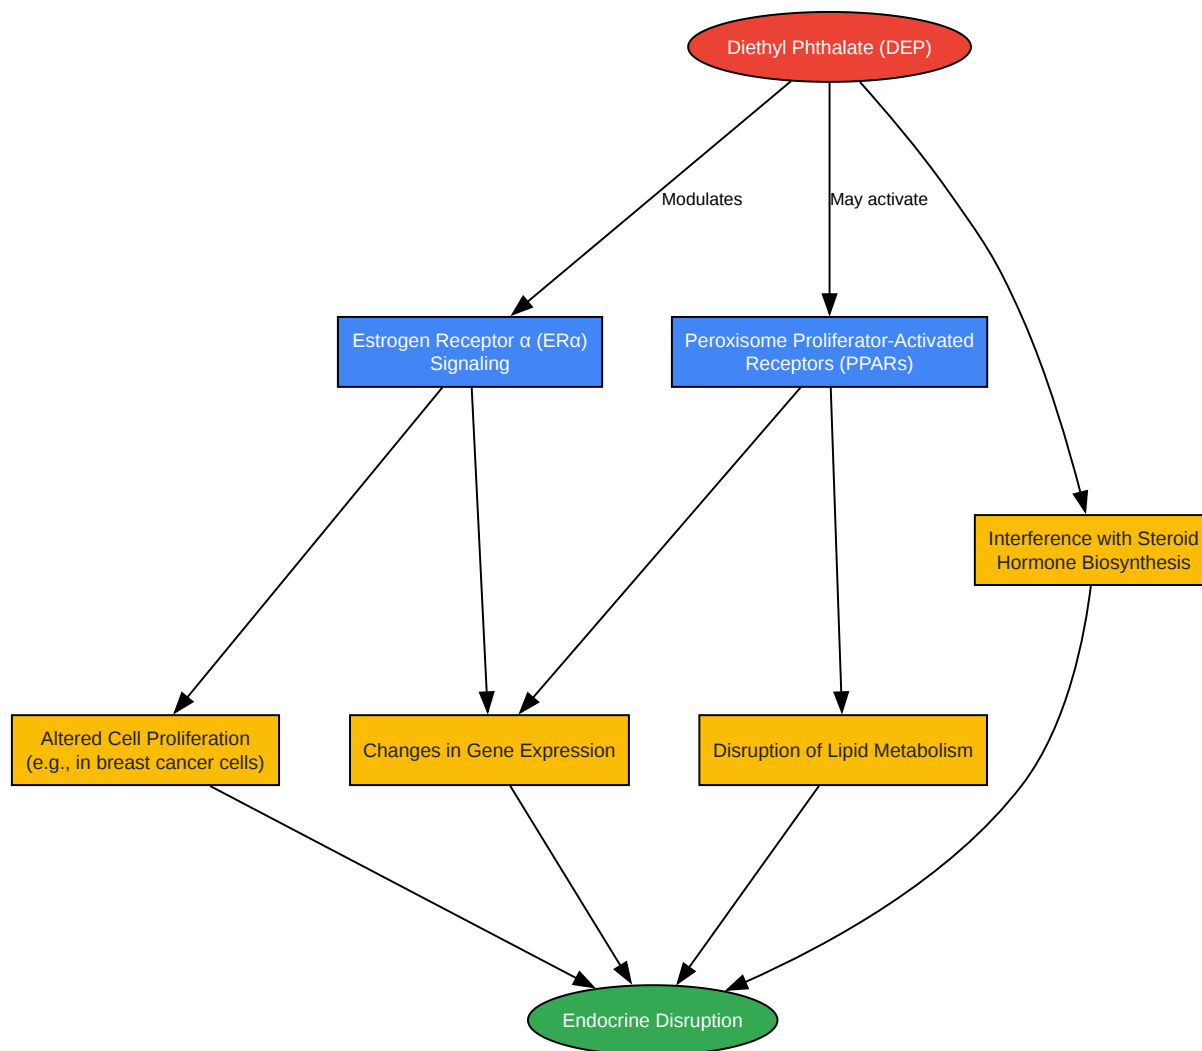 Diethyl Phthalate (DEP)
Modulates
May activate
Estrogen Receptor α (ERα)
Signaling
Peroxisome Proliferator-Activated
Receptors (PPARs)
Interference with Steroid
Hormone Biosynthesis
Altered Cell Proliferation
(e.g., in breast cancer cells)
Changes in Gene Expression
Disruption of Lipid Metabolism
Endocrine Disruption